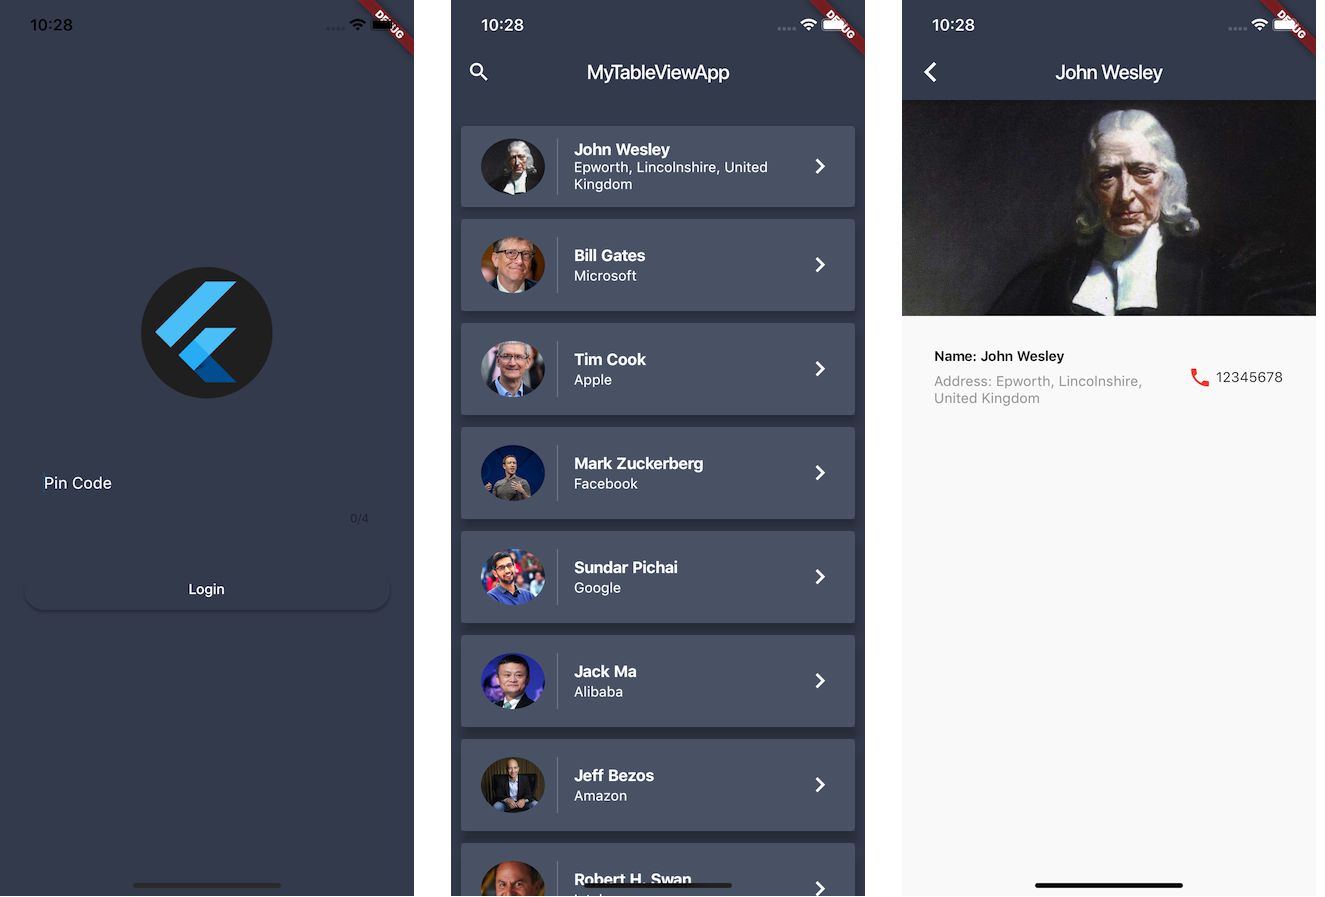 10:28
DEBUG
Pin Code
0/4
Login
10:28
DEBUG
MyTableViewApp
John Wesley
Epworth, Lincolnshire, United
Kingdom
Bill Gates
Microsoft
Tim Cook
Apple
Mark Zuckerberg
Facebook
Sundar Pichai
Google
Jack Ma
Alibaba
Jeff Bezos
Amazon
Robert H. Swan
10:28
DEBUG
John Wesley
Name: John Wesley
Address: Epworth, Lincolnshire,
United Kingdom
12345678